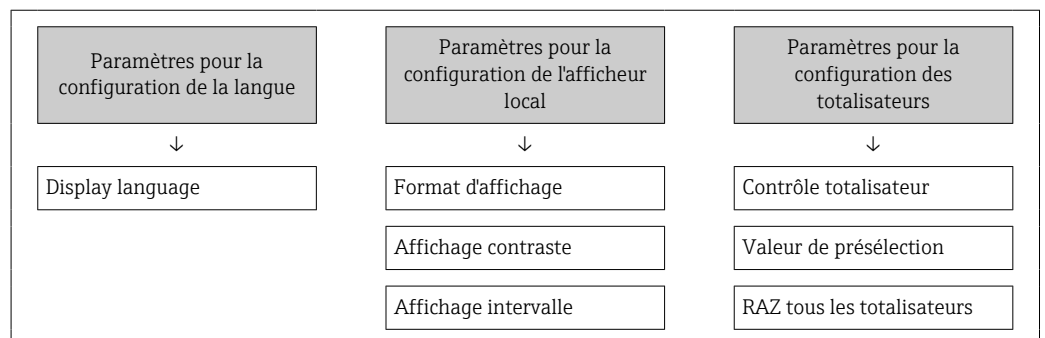 Paramètres pour la
configuration de la langue
Paramètres pour la
configuration de l'afficheur
local
Paramètres pour la
configuration des
totalisateurs
↓
↓
↓
Display language
Format d'affichage
Contrôle totalisateur
Affichage contraste
Valeur de présélection
Affichage intervalle
RAZ tous les totalisateurs